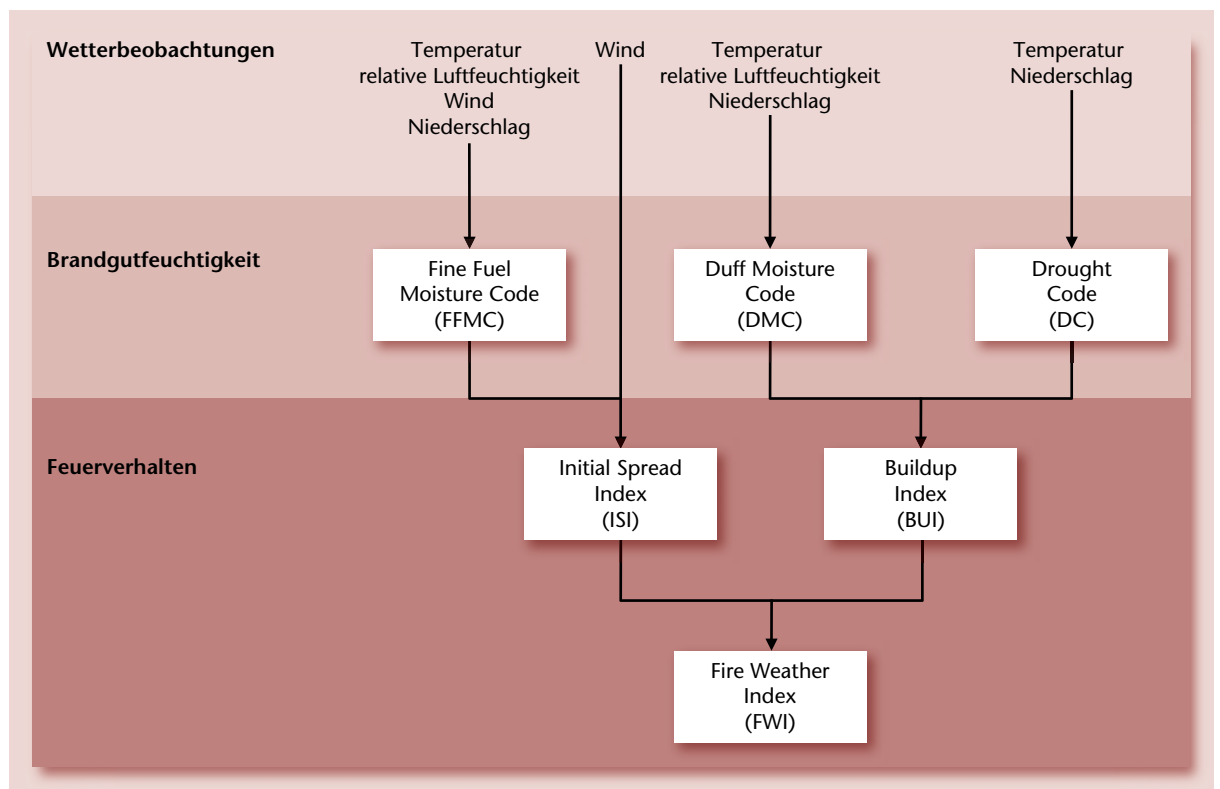 Wetterbeobachtungen
Temperatur
relative Luftfeuchtigkeit
Wind
Niederschlag
Wind
Temperatur
relative Luftfeuchtigkeit
Niederschlag
Temperatur
Niederschlag
Brandgutfeuchtigkeit
Fine Fuel
Moisture Code
(FFMC)
Duff Moisture
Code
(DMC)
Drought
Code
(DC)
Feuerverhalten
Initial Spread
Index
(ISI)
Buildup
Index
(BUI)
Fire Weather
Index
(FWI)